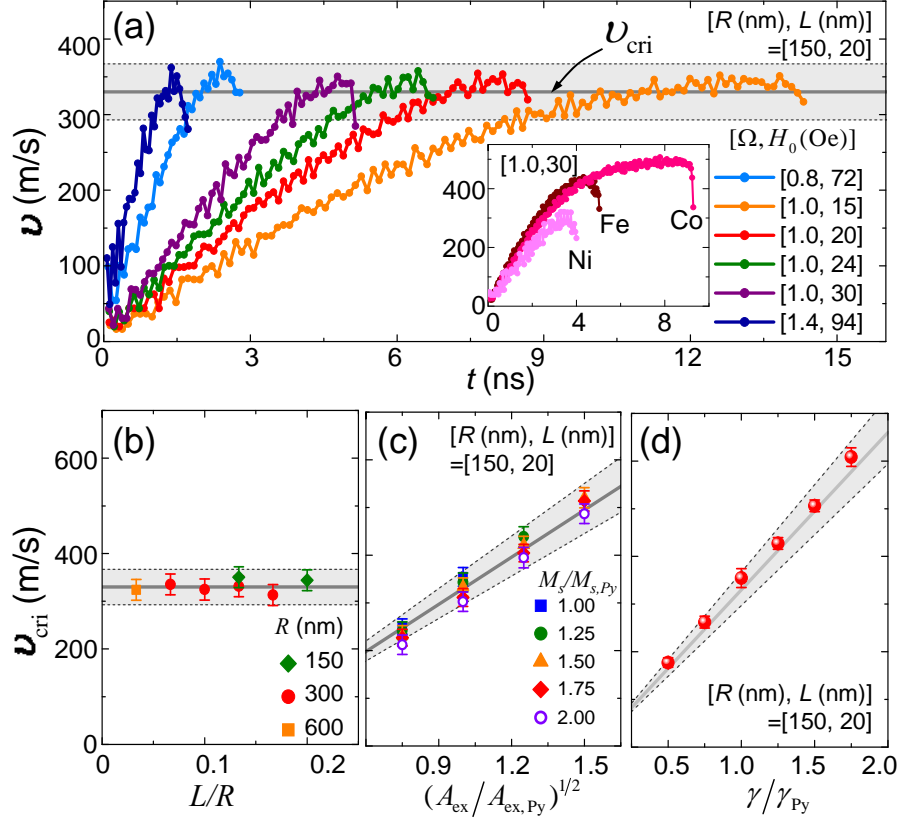 (a)
[R (nm), L (nm)]
=[150, 20]
υcri
400
300
200
100
0
υ (m/s)
[Ω, H0(Oe)]
[0.8, 72]
[1.0, 15]
[1.0, 20]
[1.0, 24]
[1.0, 30]
[1.4, 94]
[1.0,30]
400
200
0
Fe
Co
Ni
0 4 8
0 3 6 9 12 15
t (ns)
(b)
600
400
200
0
υcri (m/s)
R (nm)
150
300
600
0 0.1 0.2
L/R
(c)
[R (nm), L (nm)]
=[150, 20]
Ms/Ms,Py
1.00
1.25
1.50
1.75
2.00
0.9 1.2 1.5
(Aex/Aex,Py)1/2
(d)
[R (nm), L (nm)]
=[150, 20]
0.5 1.0 1.5 2.0
γ/γPy